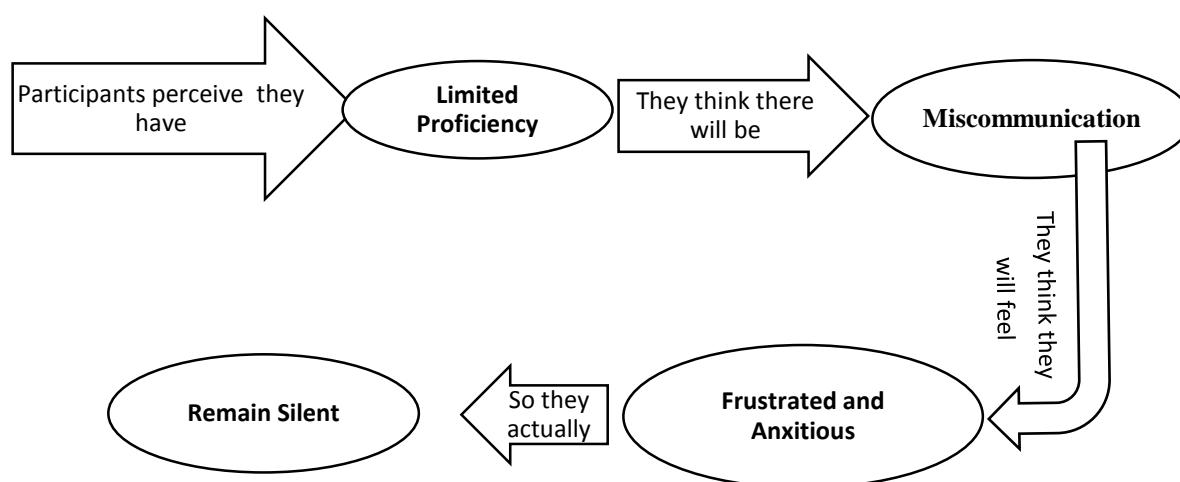 Participants perceive they
have
Limited
Proficiency
They think there
will be
Miscommunication
They think they
will feel
Frustrated and
Anxitious
So they
actually
Remain Silent